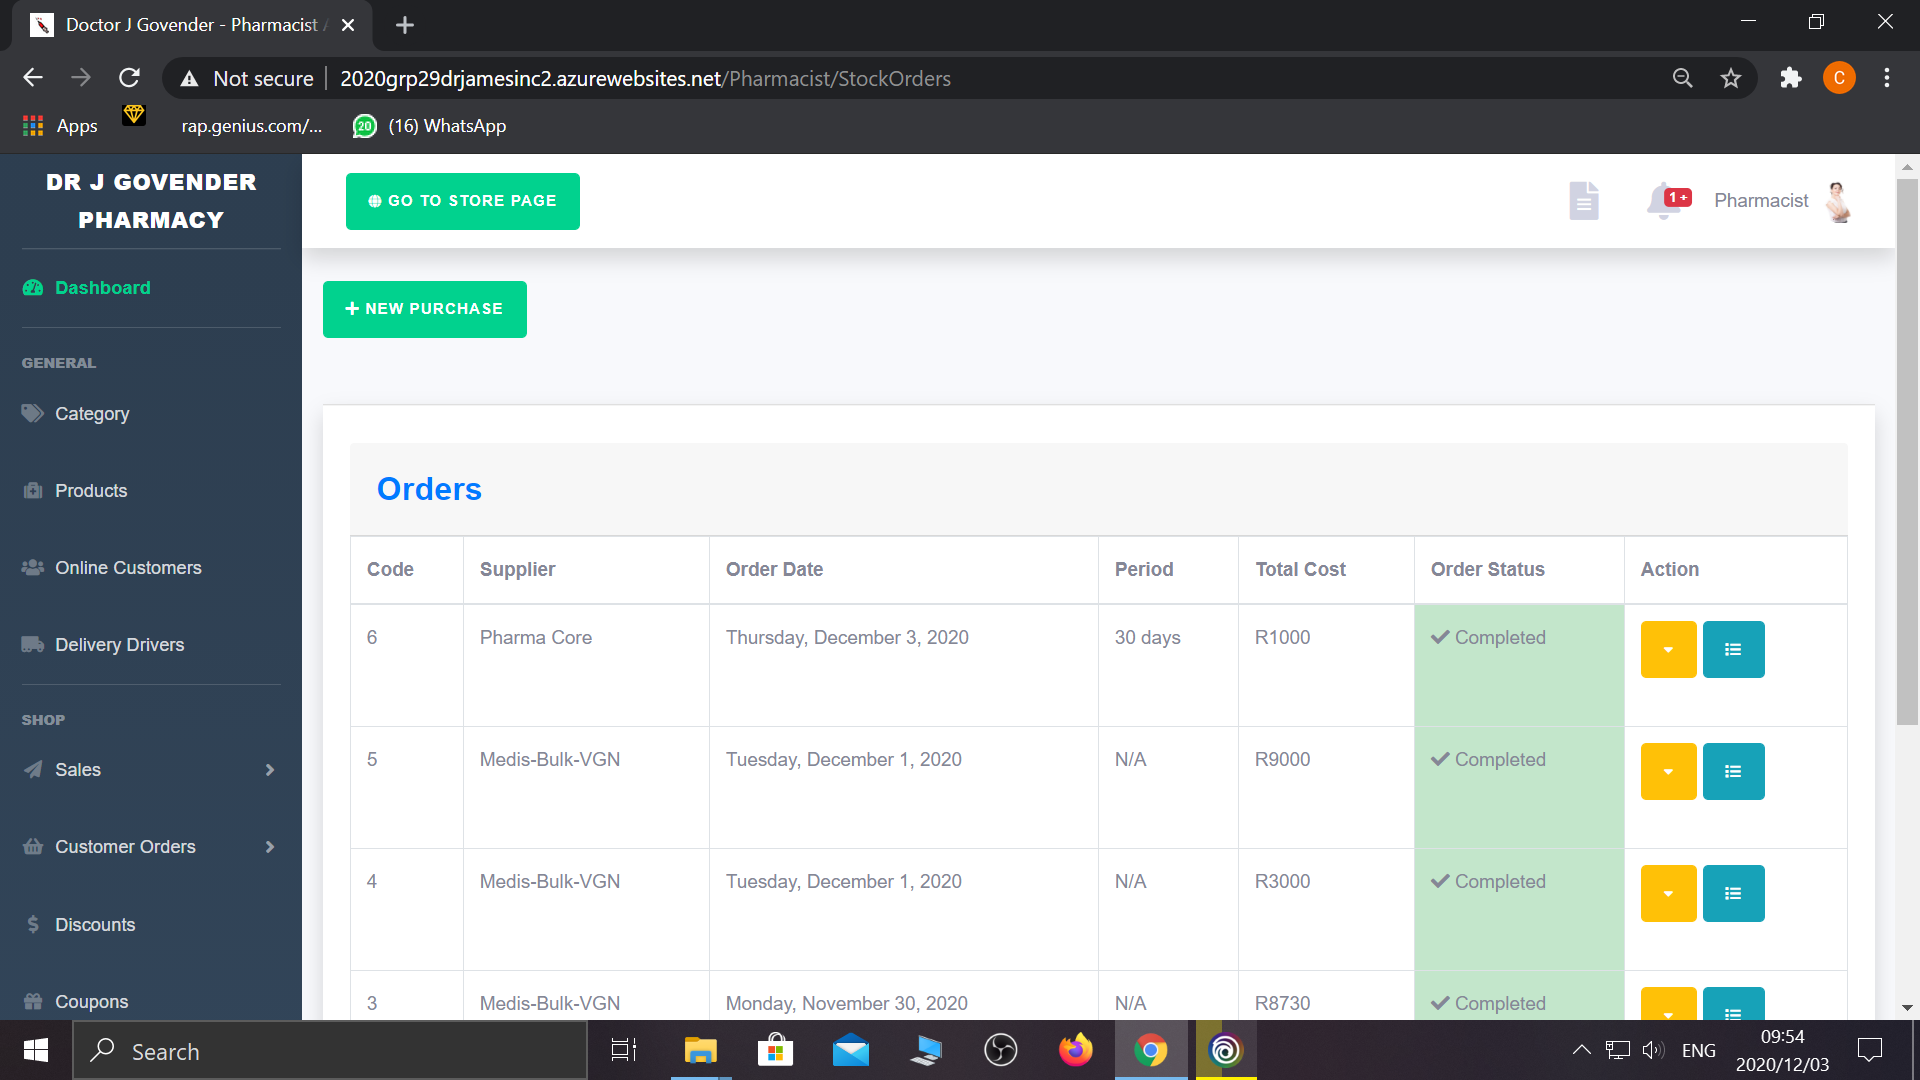 Doctor J Govender - Pharmacist
Not secure
2020grp29drjamesinc2.azurewebsites.net/Pharmacist/StockOrders
C
Apps
rap.genius.com/...
20
(16) WhatsApp
DR J GOVENDER
PHARMACY
GO TO STORE PAGE
1 +
Pharmacist
Dashboard
NEW PURCHASE
GENERAL
Category
Products
Online Customers
Delivery Drivers
SHOP
Sales
Customer Orders
Discounts
Coupons
Orders
Code Supplier Order Date Period Total Cost Order Status Action
6 Pharma Core Thursday, December 3, 2020 30 days R1000 Completed
5 Medis-Bulk-VGN Tuesday, December 1, 2020 N/A R9000 Completed
4 Medis-Bulk-VGN Tuesday, December 1, 2020 N/A R3000 Completed
3 Medis-Bulk-VGN Monday, November 30, 2020 N/A R8730 Completed
Search
ENG
09:54
2020/12/03